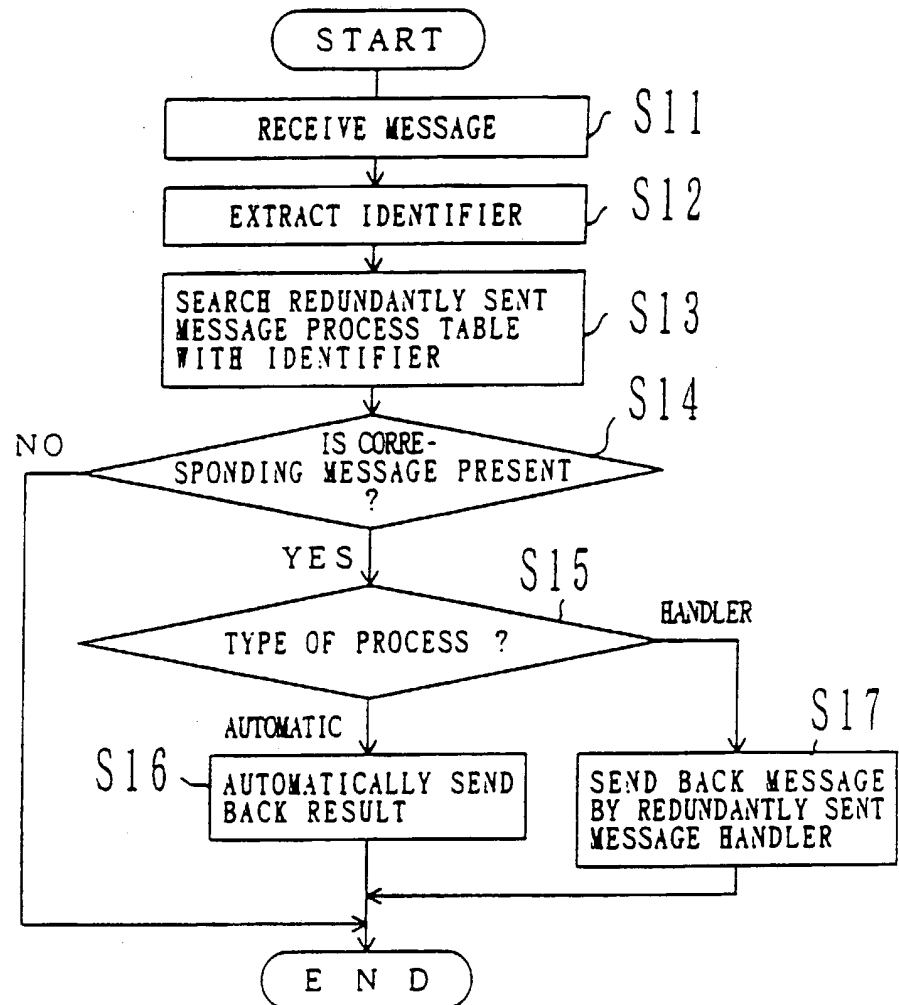 START
RECEIVE MESSAGE
S11
EXTRACT IDENTIFIER
S12
SEARCH REDUNDANTLY SENT
MESSAGE PROCESS TABLE
WITH IDENTIFIER
S13
S14
NO
IS CORRE-
SPONDING MESSAGE PRESENT
?
YES
S15
TYPE OF PROCESS ?
HANDLER
AUTOMATIC
S16
AUTOMATICALLY SEND
BACK RESULT
S17
SEND BACK MESSAGE
BY REDUNDANTLY SENT
MESSAGE HANDLER
END